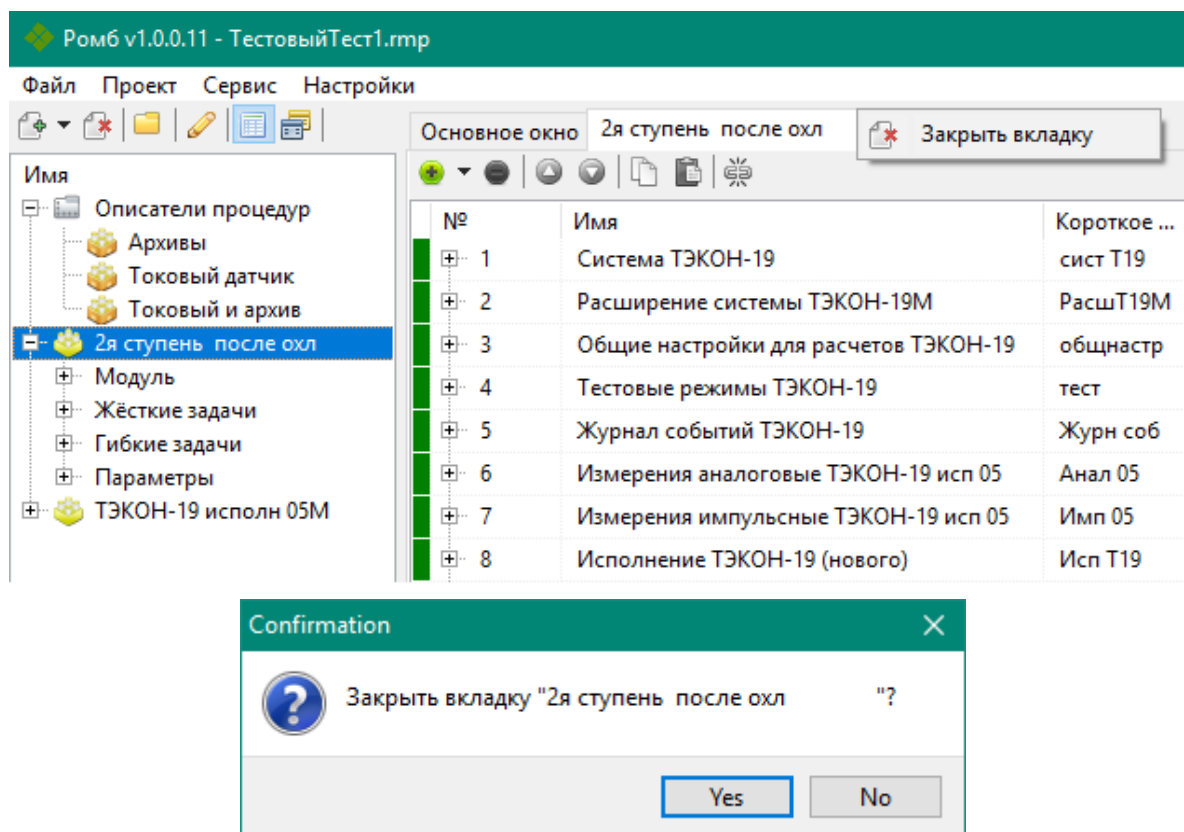 Ромб v1.0.0.11 - ТестовыйТест1.rmp
Файл Проект Сервис Настройки
Основное окно 2я ступень после охл Закрыть вкладку
Имя
Описатели процедур
Архивы
Токовый датчик
Токовый и архив
2я ступень после охл
Модуль
Жёсткие задачи
Гибкие задачи
Параметры
ТЭКОН-19 исполн 05М
№ Имя Короткое ...
1 Система ТЭКОН-19 сист Т19
2 Расширение системы ТЭКОН-19М РасшТ19М
3 Общие настройки для расчетов ТЭКОН-19 общнастр
4 Тестовые режимы ТЭКОН-19 тест
5 Журнал событий ТЭКОН-19 Журн соб
6 Измерения аналоговые ТЭКОН-19 исп 05 Анал 05
7 Измерения импульсные ТЭКОН-19 исп 05 Имп 05
8 Исполнение ТЭКОН-19 (нового) Исп Т19
Confirmation
Закрыть вкладку "2я ступень после охл "?
Yes No